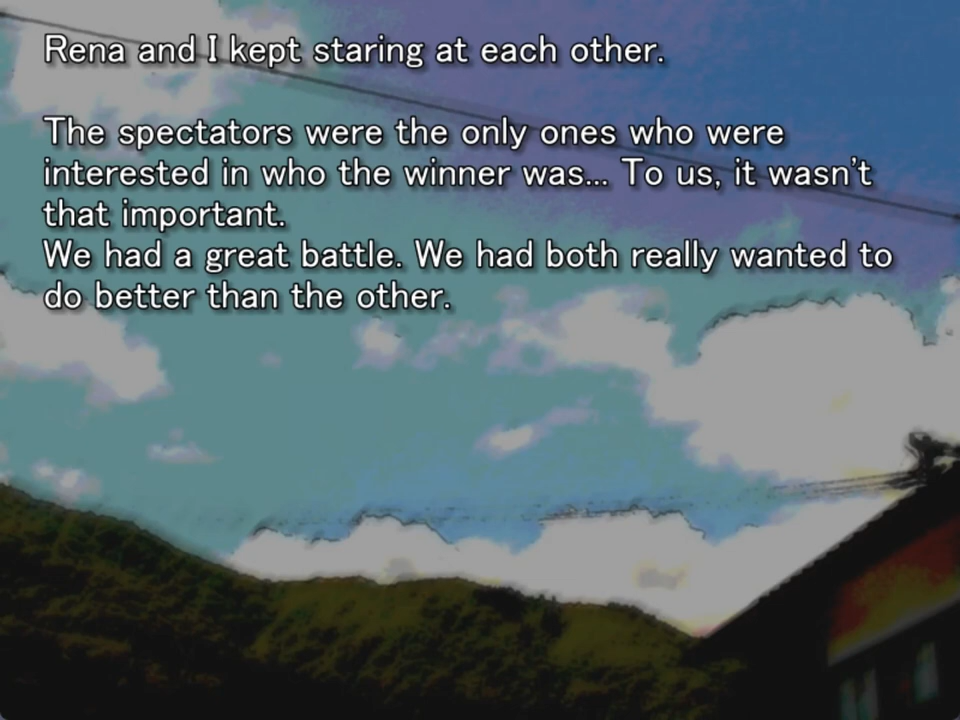 Rena and I kept staring at each other.
The spectators were the only ones who were
interested in who the winner was... To us, it wasn't
that important.
We had a great battle. We had both really wanted to
do better than the other.